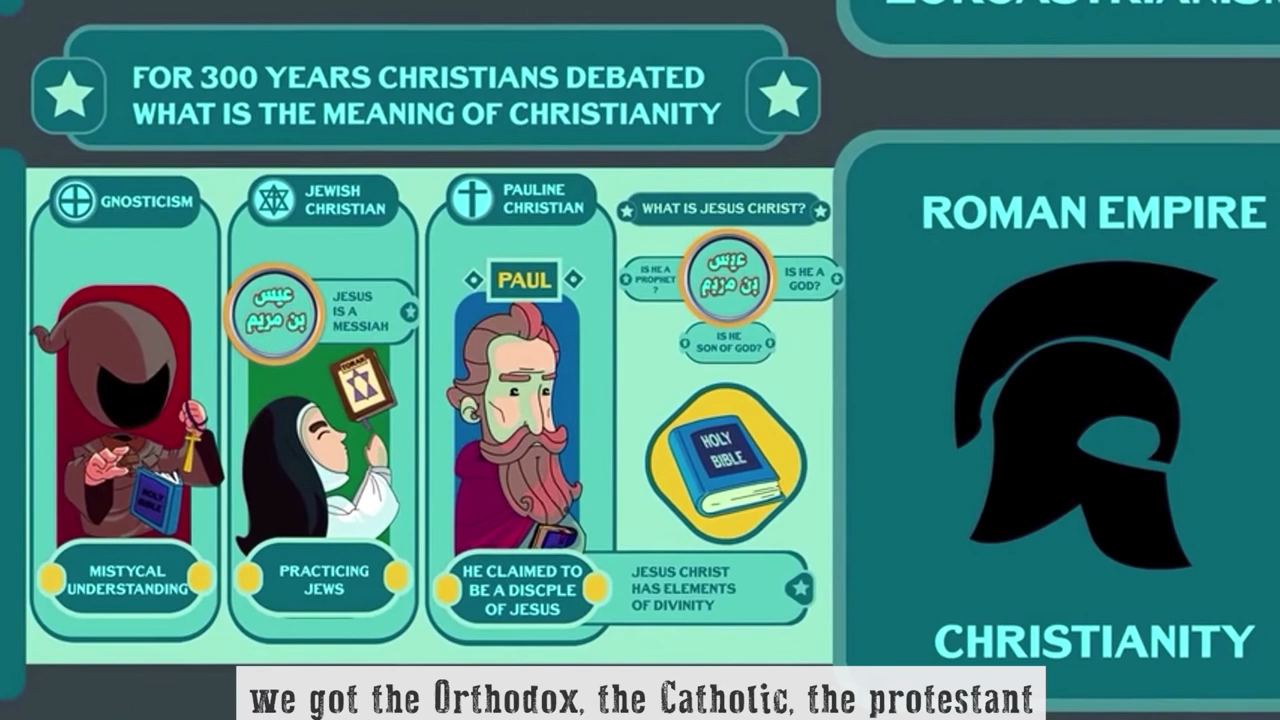 FOR 300 YEARS CHRISTIANS DEBATED
WHAT IS THE MEANING OF CHRISTIANITY
GNOSTICISM
MISTYCAL
UNDERSTANDING
HOLY
BIBLE
JEWISH
CHRISTIAN
عيسى
بن مريم
JESUS
IS A
MESSIAH
TORAH
PRACTICING
JEWS
PAULINE
CHRISTIAN
PAUL
HE CLAIMED TO
BE A DISCPLE
OF JESUS
WHAT IS JESUS CHRIST?
IS HE A
PROPHET
?
عيسى
بن مريم
IS HE A
GOD?
IS HE
SON OF GOD?
HOLY
BIBLE
JESUS CHRIST
HAS ELEMENTS
OF DIVINITY
ROMAN EMPIRE
CHRISTIANITY
we got the Orthodox, the Catholic, the protestant